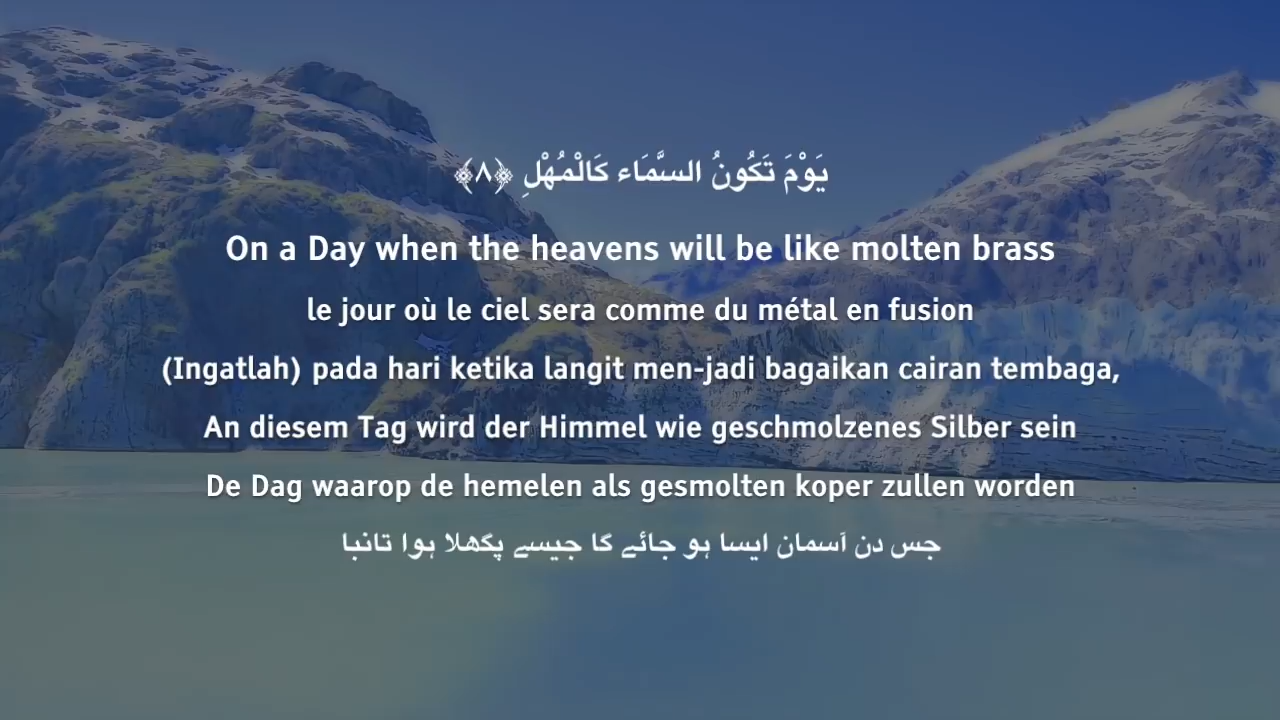 يَوْمَ تَكُونُ السَّمَاء كَالْمُهْلِ ﴿٨﴾
On a Day when the heavens will be like molten brass
le jour où le ciel sera comme du métal en fusion
(Ingatlah) pada hari ketika langit men-jadi bagaikan cairan tembaga,
An diesem Tag wird der Himmel wie geschmolzenes Silber sein
De Dag waarop de hemelen als gesmolten koper zullen worden
جس دن آسمان ایسا ہو جائے گا جیسے پگھلا ہوا تانبا